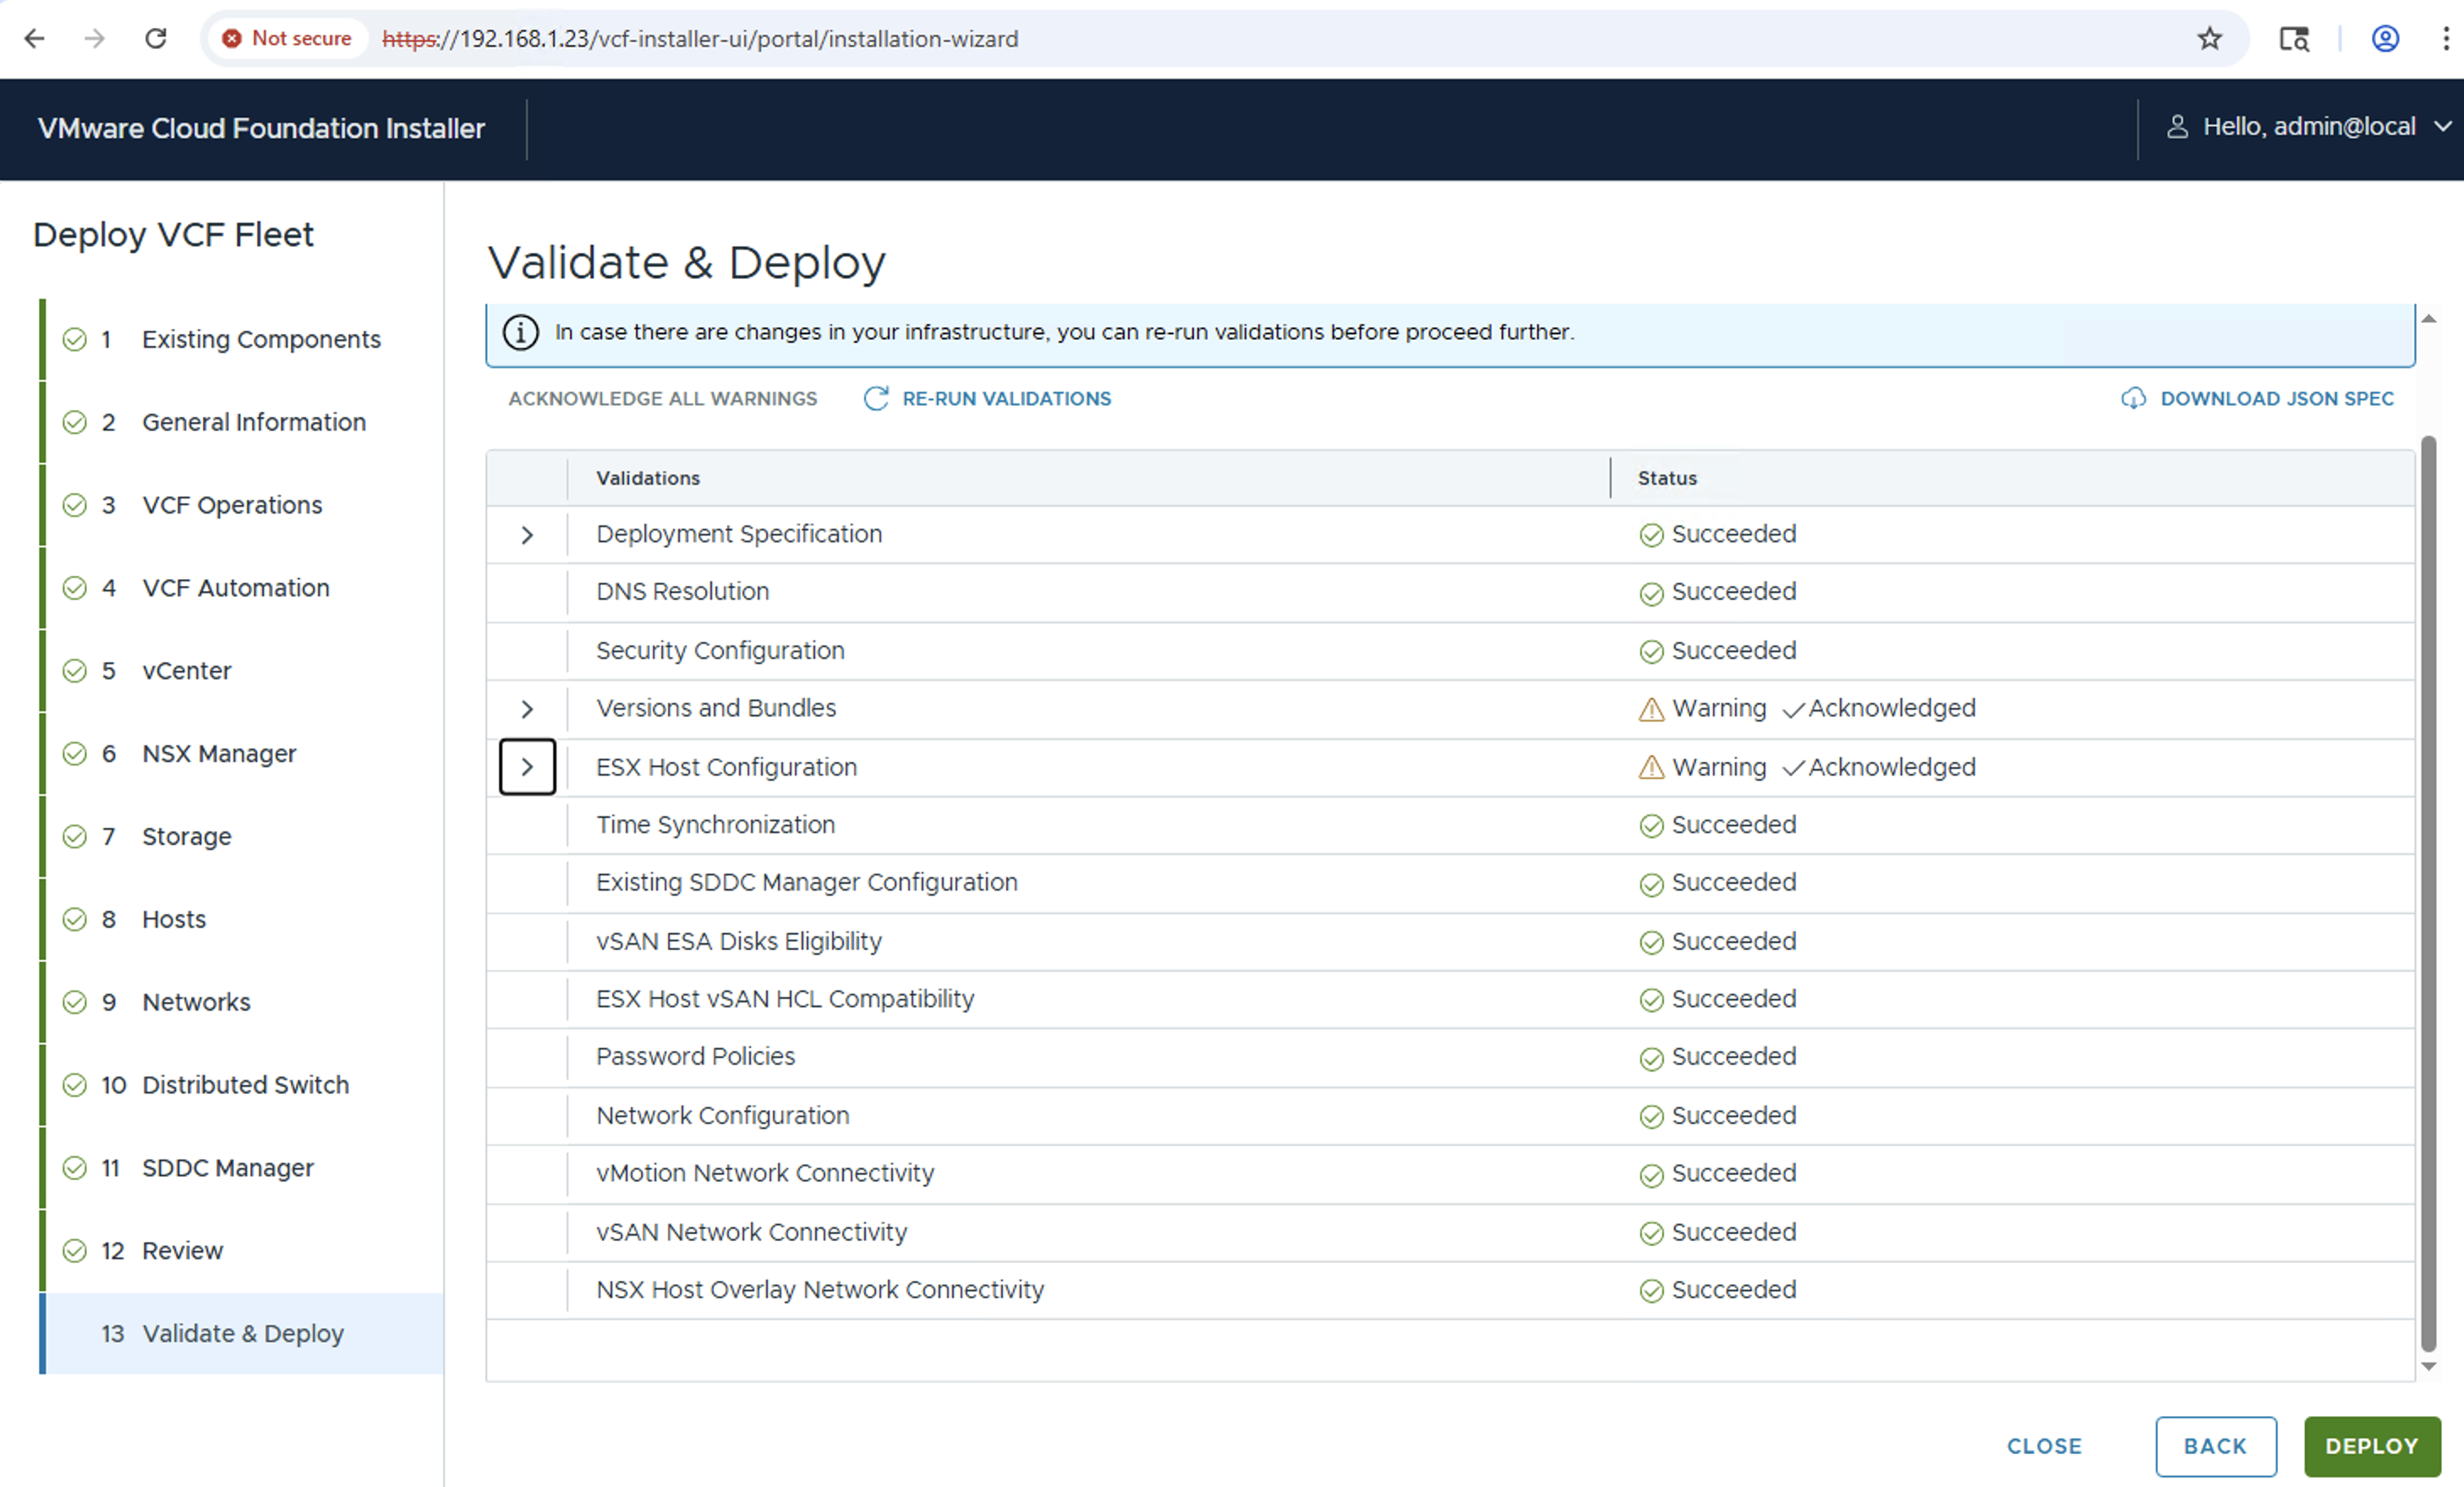 Not secure https://192.168.1.23/vcf-installer-ui/portal/installation-wizard
VMware Cloud Foundation Installer
Hello, admin@local
Deploy VCF Fleet
1 Existing Components
2 General Information
3 VCF Operations
4 VCF Automation
5 vCenter
6 NSX Manager
7 Storage
8 Hosts
9 Networks
10 Distributed Switch
11 SDDC Manager
12 Review
13 Validate & Deploy
Validate & Deploy
In case there are changes in your infrastructure, you can re-run validations before proceed further.
ACKNOWLEDGE ALL WARNINGS RE-RUN VALIDATIONS DOWNLOAD JSON SPEC
Validations Status
Deployment Specification Succeeded
DNS Resolution Succeeded
Security Configuration Succeeded
Versions and Bundles Warning Acknowledged
ESX Host Configuration Warning Acknowledged
Time Synchronization Succeeded
Existing SDDC Manager Configuration Succeeded
vSAN ESA Disks Eligibility Succeeded
ESX Host vSAN HCL Compatibility Succeeded
Password Policies Succeeded
Network Configuration Succeeded
vMotion Network Connectivity Succeeded
vSAN Network Connectivity Succeeded
NSX Host Overlay Network Connectivity Succeeded
CLOSE BACK DEPLOY